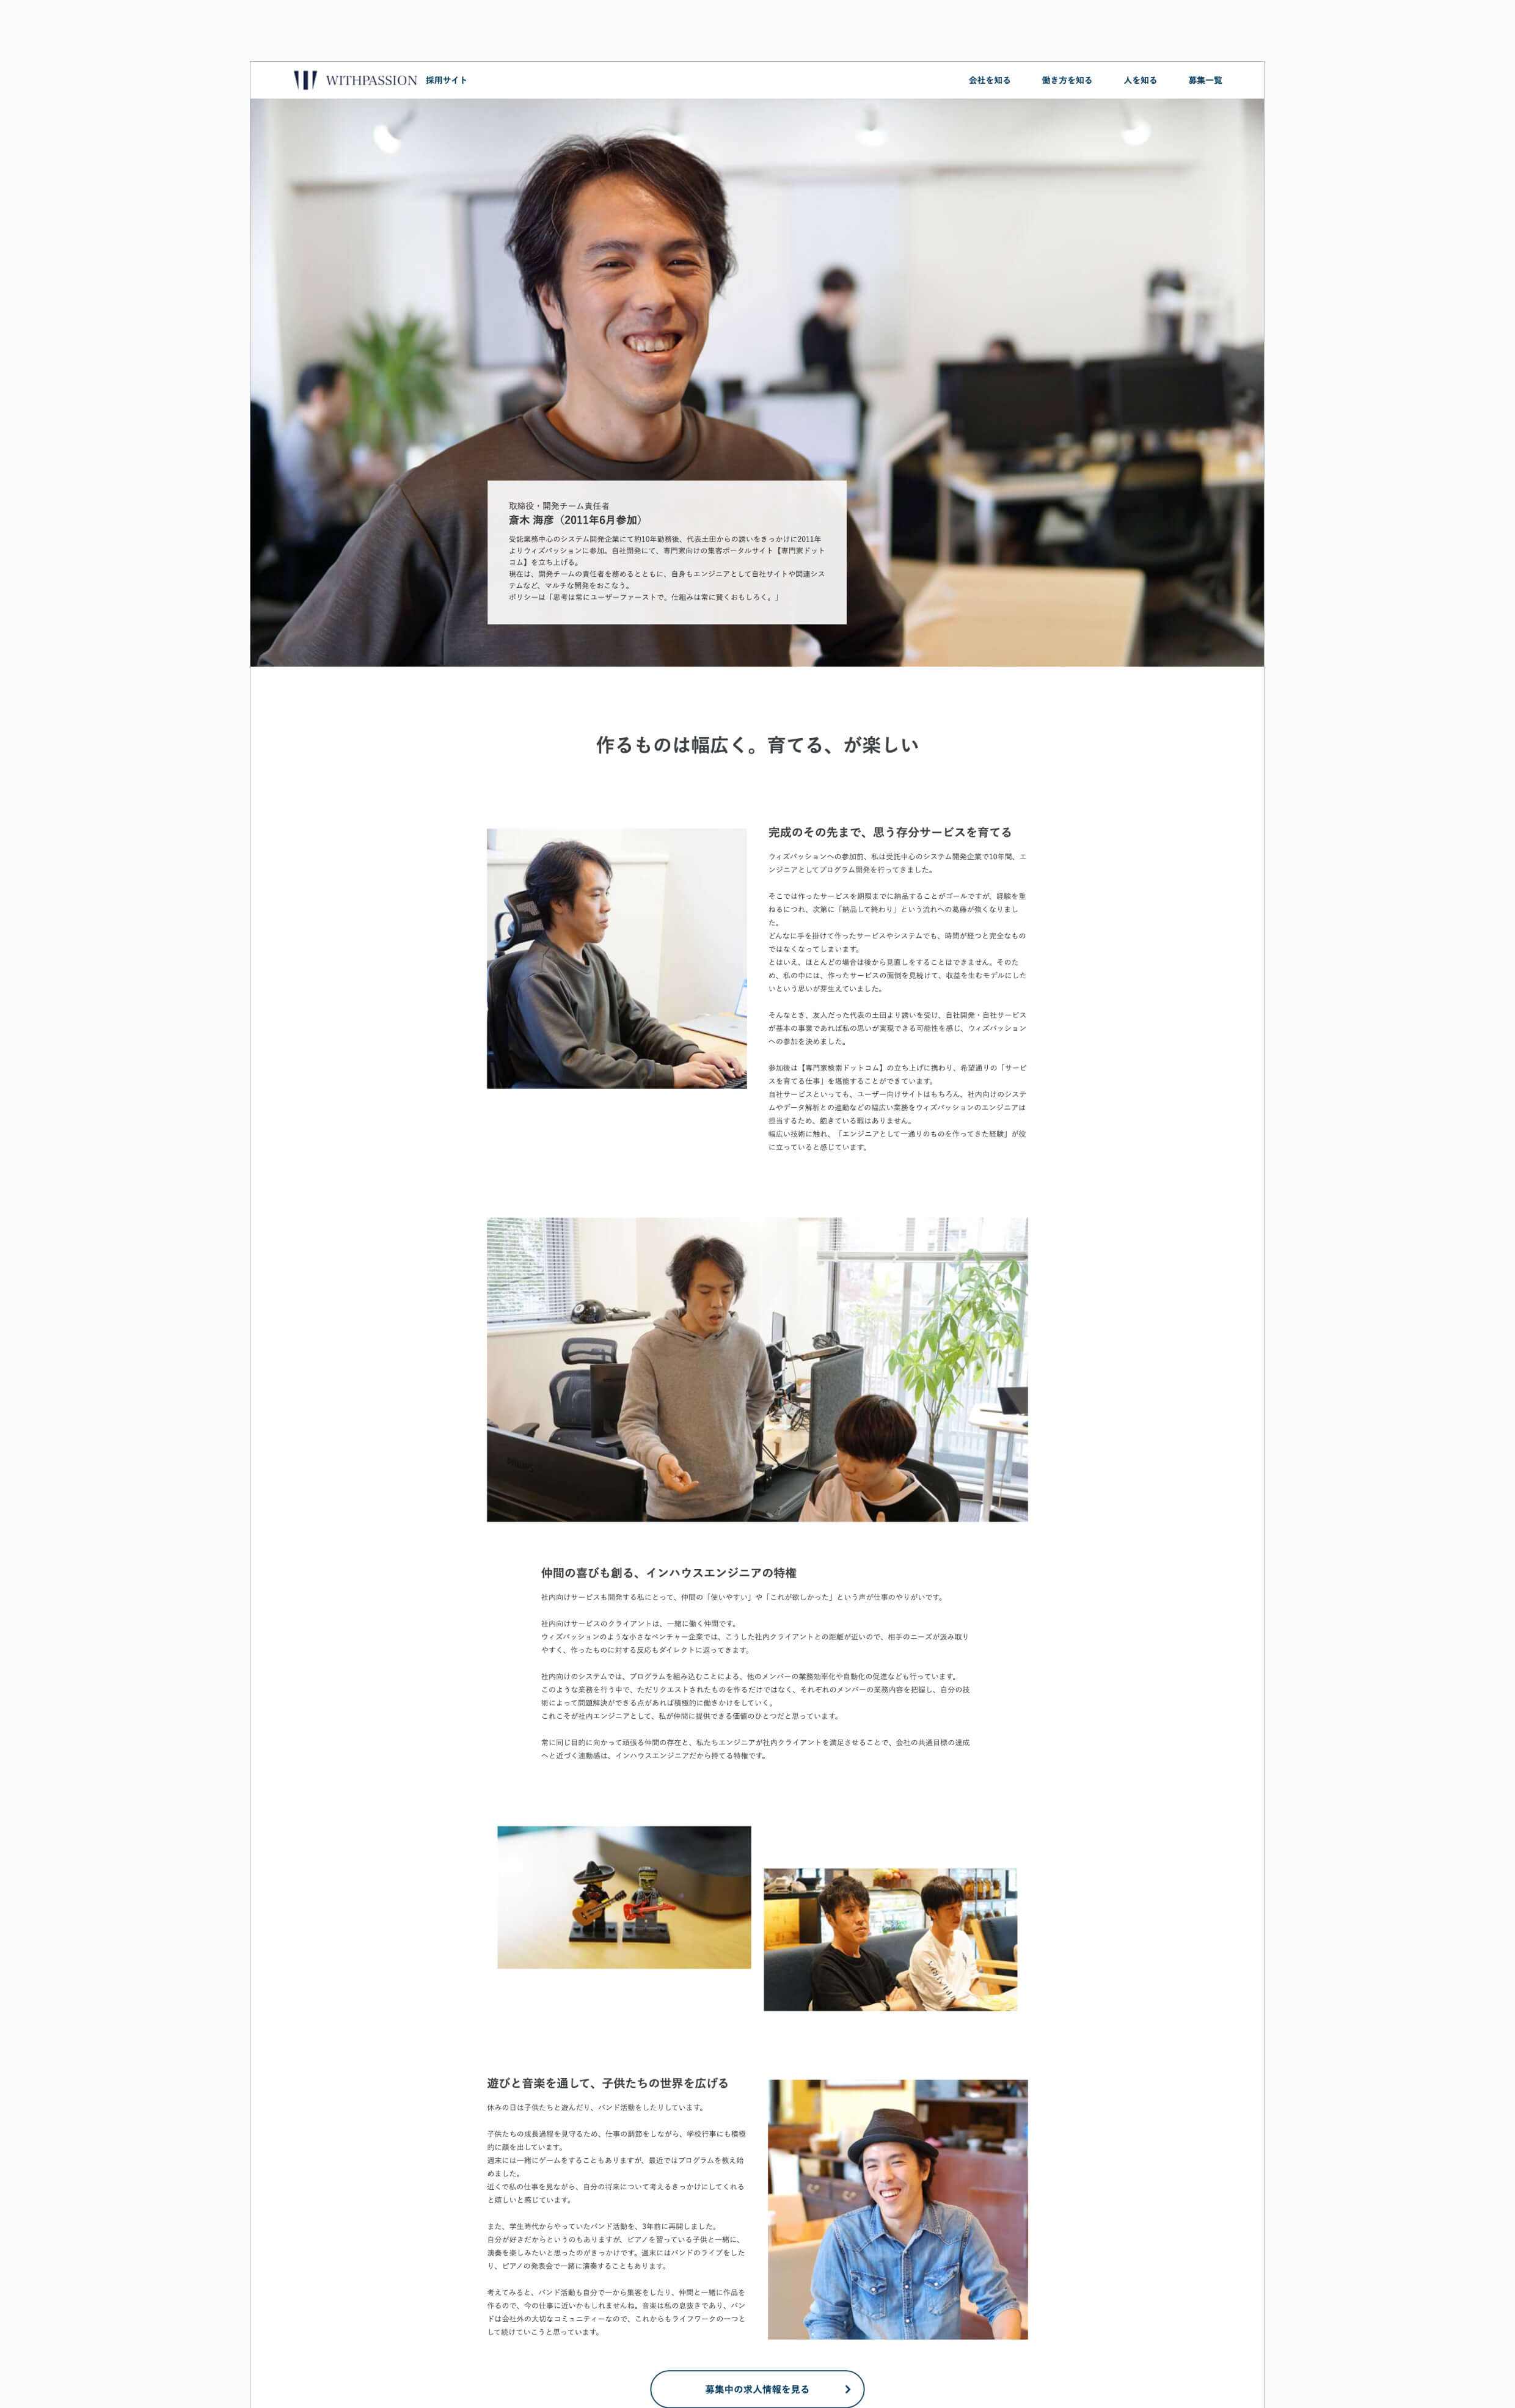 WITHPASSION 採用サイト
会社を知る 働き方を知る 人を知る 募集一覧
取締役・開発チーム責任者
斎木 海彦（2011年6月参加）
受託業務中心のシステム開発企業にて約10年勤務後、代表土田からの誘いをきっかけに2011年
よりウィズパッションに参加。自社開発にて、専門家向けの集客ポータルサイト【専門家ドット
コム】を立ち上げる。
現在は、開発チームの責任者を務めるとともに、自身もエンジニアとして自社サイトや関連シス
テムなど、マルチな開発をおこなう。
ポリシーは「思考は常にユーザーファーストで。仕組みは常に賢くおもしろく。」
作るものは幅広く。育てる、が楽しい
完成のその先まで、思う存分サービスを育てる
ウィズパッションへの参加前、私は受託中心のシステム開発企業で10年間、エ
ンジニアとしてプログラム開発を行ってきました。
そこでは作ったサービスを期限までに納品することがゴールですが、経験を重
ねるにつれ、次第に「納品して終わり」という流れへの葛藤が強くなりまし
た。
どんなに手を掛けて作ったサービスやシステムでも、時間が経つと完全なもの
ではなくなってしまいます。
とはいえ、ほとんどの場合は後から見直しをすることはできません。そのた
め、私の中には、作ったサービスの面倒を見続けて、収益を生むモデルにした
いという思いが芽生えていました。
そんなとき、友人だった代表の土田より誘いを受け、自社開発・自社サービス
が基本の事業であれば私の思いが実現できる可能性を感じ、ウィズパッション
への参加を決めました。
参加後は【専門家検索ドットコム】の立ち上げに携わり、希望通りの「サービ
スを育てる仕事」を堪能することができています。
自社サービスといっても、ユーザー向けサイトはもちろん、社内向けのシステ
ムやデータ解析との連動などの幅広い業務をウィズパッションのエンジニアは
担当するため、飽きている暇はありません。
幅広い技術に触れ、「エンジニアとして一通りのものを作ってきた経験」が役
に立っていると感じています。
仲間の喜びも創る、インハウスエンジニアの特権
社内向けサービスも開発する私にとって、仲間の「使いやすい」や「これが欲しかった」という声が仕事のやりがいです。
社内向けサービスのクライアントは、一緒に働く仲間です。
ウィズパッションのような小さなベンチャー企業では、こうした社内クライアントとの距離が近いので、相手のニーズが汲み取り
やすく、作ったものに対する反応もダイレクトに返ってきます。
社内向けのシステムでは、プログラムを組み込むことによる、他のメンバーの業務効率化や自動化の促進なども行っています。
このような業務を行う中で、ただリクエストされたものを作るだけではなく、それぞれのメンバーの業務内容を把握し、自分の技
術によって問題解決ができる点があれば積極的に働きかけをしていく。
これこそが社内エンジニアとして、私が仲間に提供できる価値のひとつだと思っています。
常に同じ目的に向かって頑張る仲間の存在と、私たちエンジニアが社内クライアントを満足させることで、会社の共通目標の達成
へと近づく連動感は、インハウスエンジニアだから持てる特権です。
遊びと音楽を通して、子供たちの世界を広げる
休みの日は子供たちと遊んだり、バンド活動をしたりしています。
子供たちの成長過程を見守るため、仕事の調節をしながら、学校行事にも積極
的に顔を出しています。
週末には一緒にゲームをすることもありますが、最近ではプログラムを教え始
めました。
近くで私の仕事を見ながら、自分の将来について考えるきっかけにしてくれる
と嬉しいと感じています。
また、学生時代からやっていたバンド活動を、3年前に再開しました。
自分が好きだからというのもありますが、ピアノを習っている子供と一緒に、
演奏を楽しみたいと思ったのがきっかけです。週末にはバンドのライブをした
り、ピアノの発表会で一緒に演奏することもあります。
考えてみると、バンド活動も自分で一から集客をしたり、仲間と一緒に作品を
作るので、今の仕事に近いかもしれませんね。音楽は私の息抜きであり、バン
ドは会社外の大切なコミュニティーなので、これからもライフワークの一つと
して続けていこうと思っています。
募集中の求人情報を見る